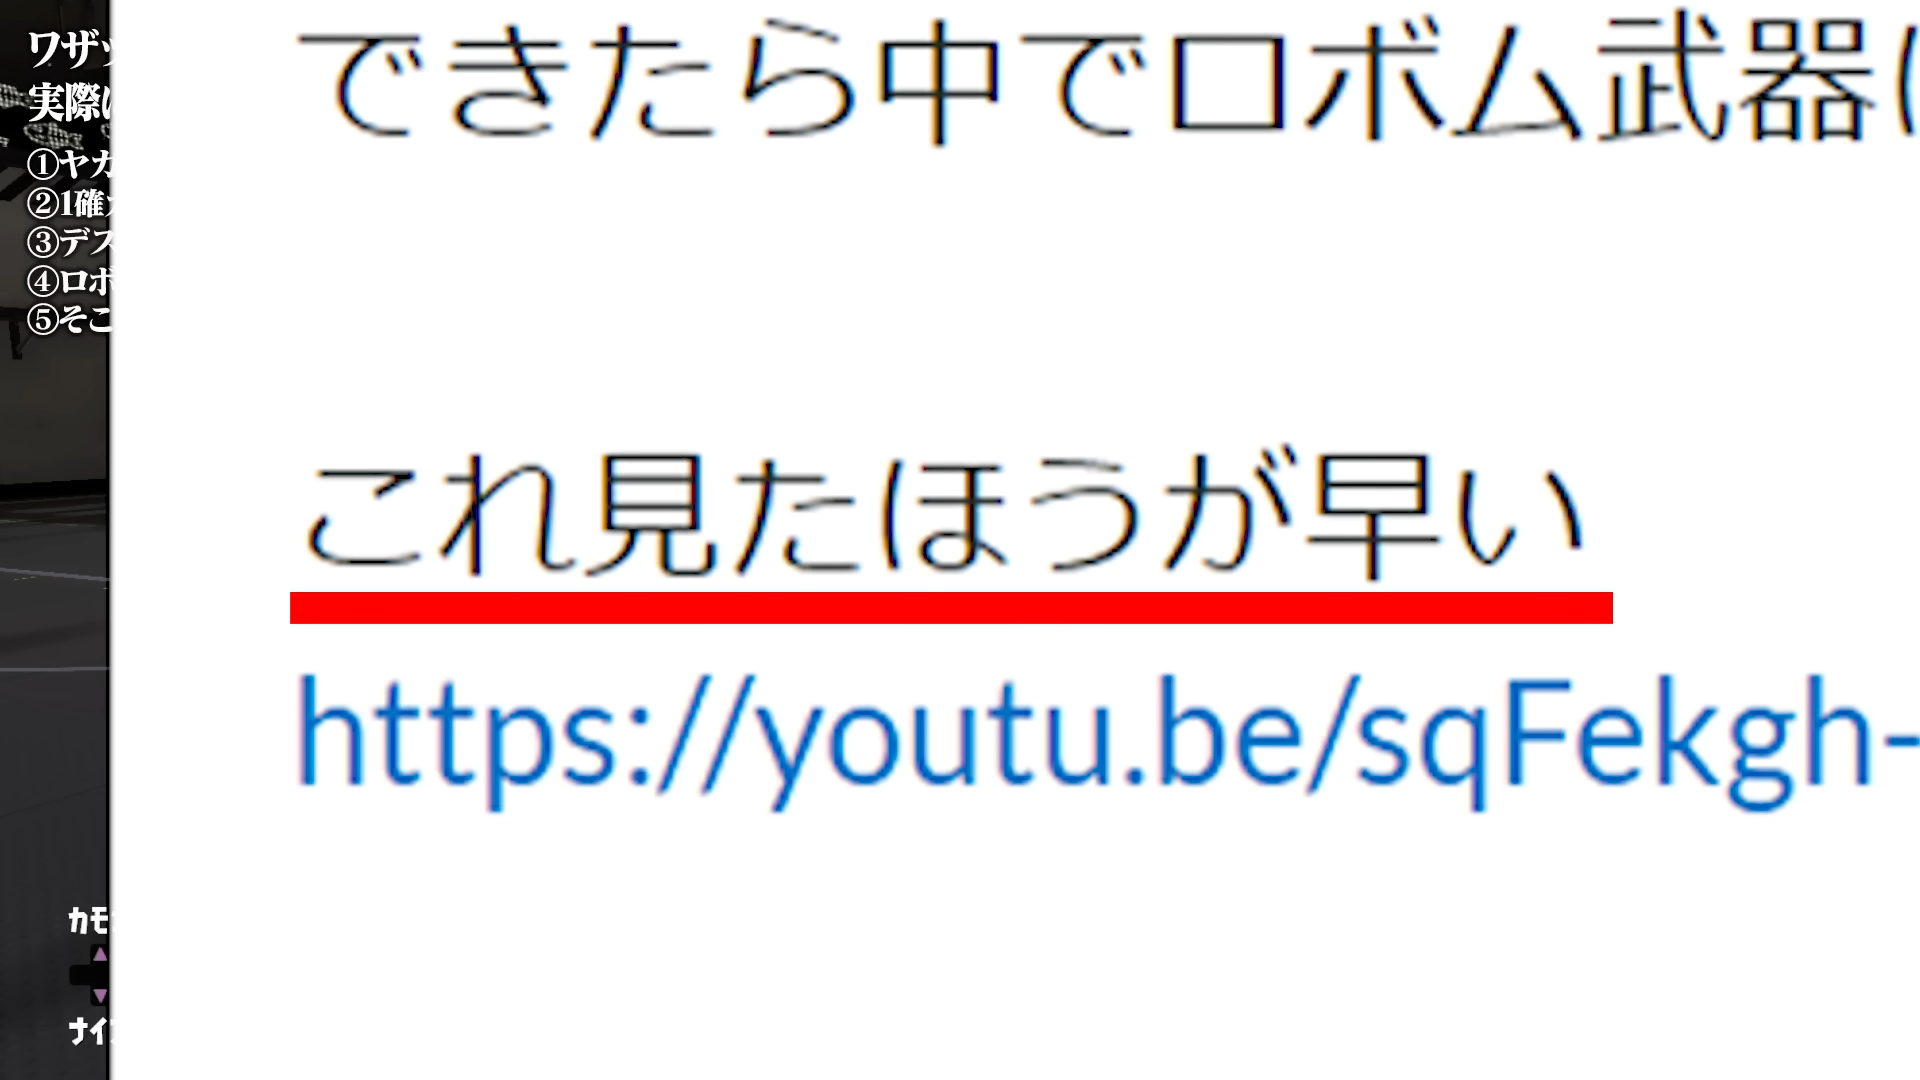 ワザッ
実際は
①ヤカ
②1確
③デス
④ロボ
⑤そこ
できたら中でロボム武器に
これ見たほうが早い
https://youtu.be/sqFekgh-
カモ
ナイ